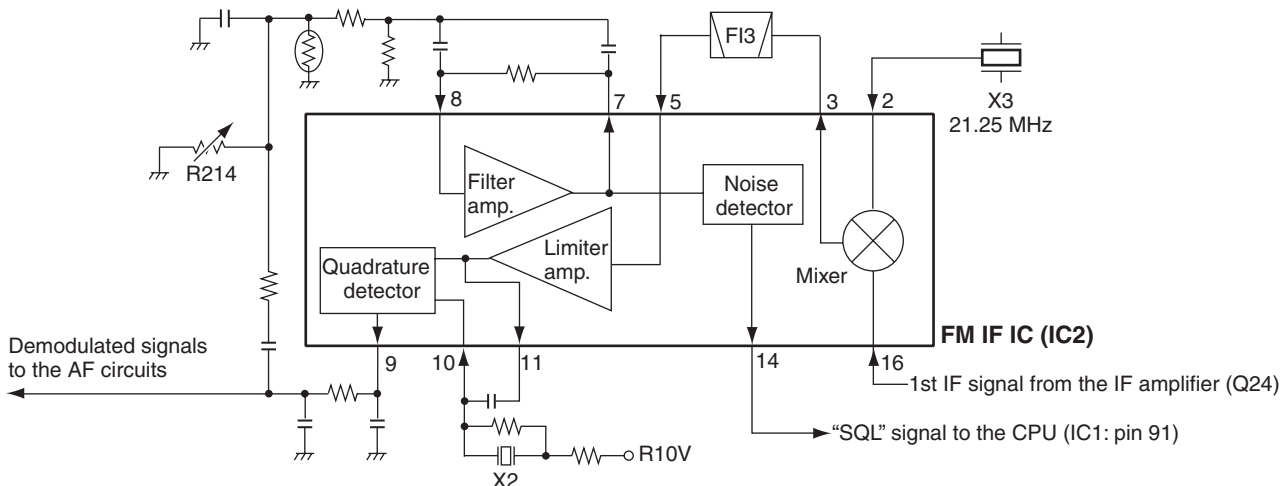 FI3
8
7
5
3
2
X3
21.25 MHz
R214
Filter
amp.
Noise
detector
Limiter
amp.
Quadrature
detector
Mixer
FM IF IC (IC2)
Demodulated signals
to the AF circuits
9
10
11
14
16
1st IF signal from the IF amplifier (Q24)
"SQL" signal to the CPU (IC1: pin 91)
R10V
X2